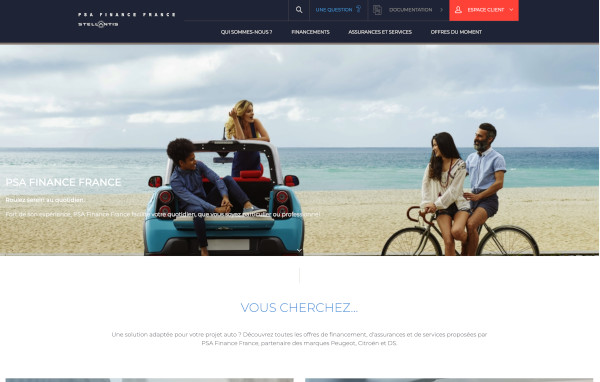 PSA FINANCE FRANCE
STELLANTIS
UNE QUESTION ?
DOCUMENTATION
ESPACE CLIENT
QUI SOMMES-NOUS ?
FINANCEMENTS
ASSURANCES ET SERVICES
OFFRES DU MOMENT
PSA FINANCE FRANCE
Roulez serein au quotidien
Fort de son expérience, PSA Finance France facilite votre quotidien, que vous soyez particulier ou professionnel.
VOUS CHERCHEZ...
Une solution adaptée pour votre projet auto ? Découvrez toutes les offres de financement, d'assurances et de services proposées par
PSA Finance France, partenaire des marques Peugeot, Citroën et DS.